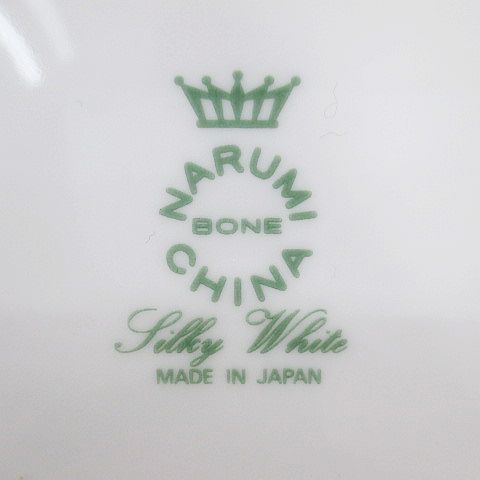 NARUMI
BONE
CHINA
Silky White
MADE IN JAPAN